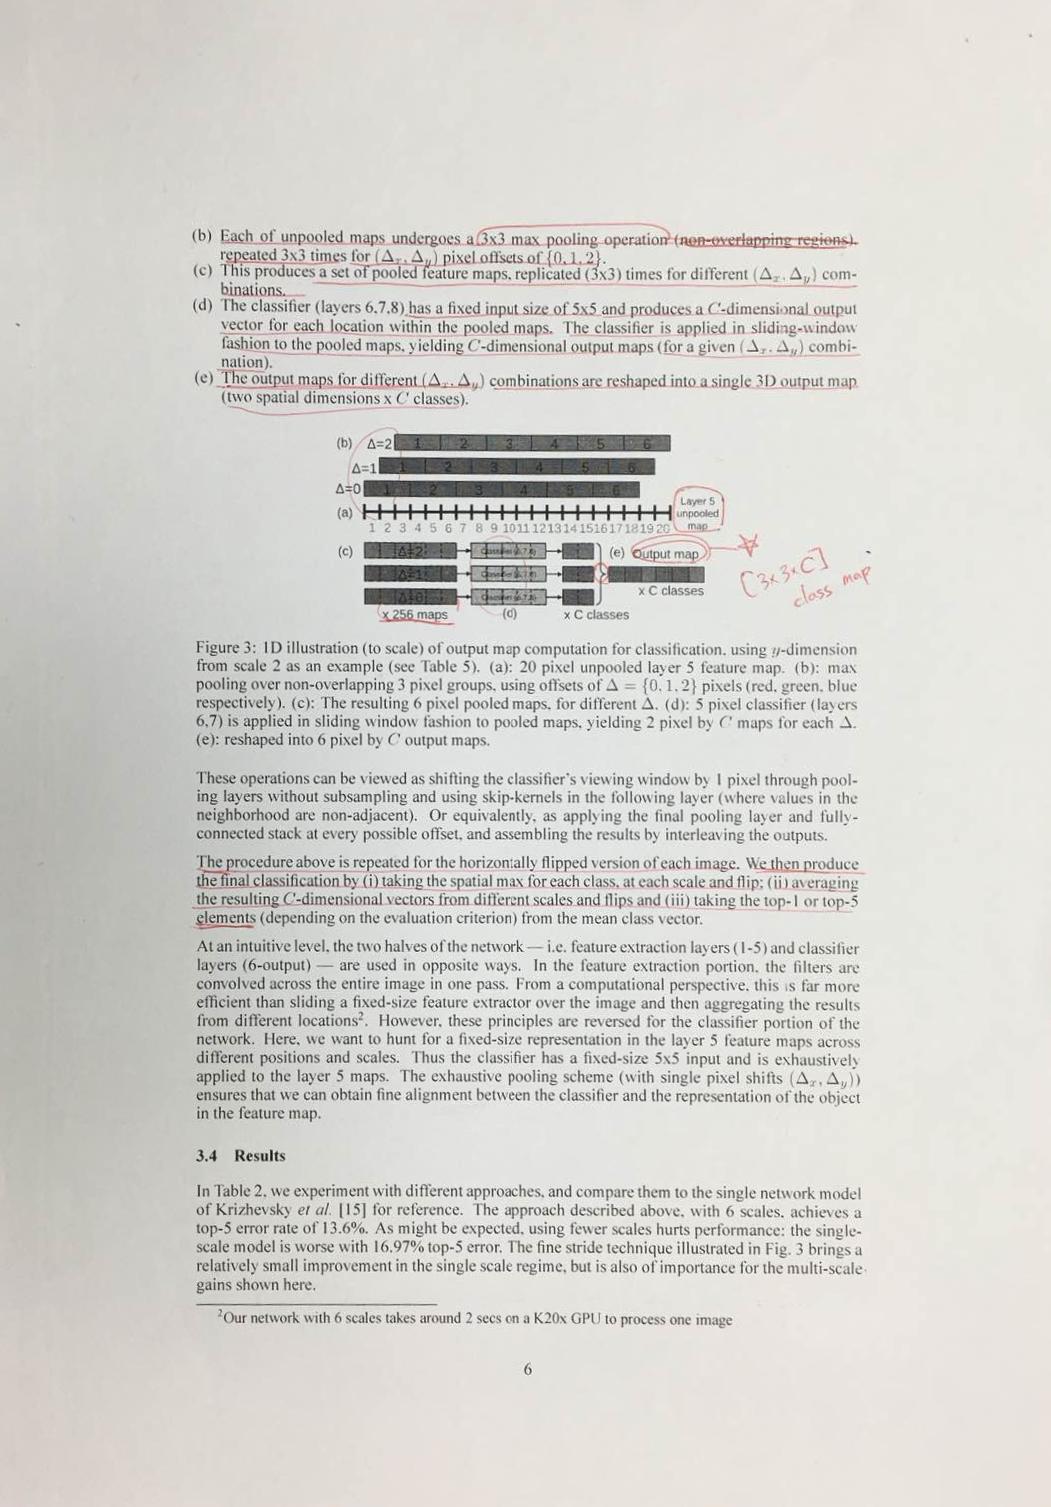 (b) Each of unpooled maps undergoes a 3x3 max pooling operation (non-overlapping regions),
repeated 3x3 times for (Δx, Δy) pixel offsets of {0, 1, 2}.
(c) This produces a set of pooled feature maps, replicated (3x3) times for different (Δx, Δy) com-
binations.
(d) The classifier (layers 6,7,8) has a fixed input size of 5x5 and produces a C-dimensional output
vector for each location within the pooled maps. The classifier is applied in sliding-window
fashion to the pooled maps, yielding C-dimensional output maps (for a given (Δx, Δy) combi-
nation).
(e) The output maps for different (Δx, Δy) combinations are reshaped into a single 3D output map
(two spatial dimensions x C classes).
(b) Δ=2 1 2 3 4 5 6
Δ=1 1 2 3 4 5 6
Δ=0 1 2 3 4 5 6
(a) Layer 5
unpooled
map
1 2 3 4 5 6 7 8 9 10 11 12 13 14 15 16 17 18 19 20
(c) Δ=2 Classifier (6,7,8) (e) Output map
Δ=1 Classifier (6,7,8)
Δ=0 Classifier (6,7,8) x C classes
x 256 maps (d) x C classes
[3x3xC]
class map
Figure 3: 1D illustration (to scale) of output map computation for classification, using y-dimension
from scale 2 as an example (see Table 5). (a): 20 pixel unpooled layer 5 feature map. (b): max
pooling over non-overlapping 3 pixel groups, using offsets of Δ = {0, 1, 2} pixels (red, green, blue
respectively). (c): The resulting 6 pixel pooled maps, for different Δ. (d): 5 pixel classifier (layers
6,7) is applied in sliding window fashion to pooled maps, yielding 2 pixel by C maps for each Δ.
(e): reshaped into 6 pixel by C output maps.
These operations can be viewed as shifting the classifier's viewing window by 1 pixel through pool-
ing layers without subsampling and using skip-kernels in the following layer (where values in the
neighborhood are non-adjacent). Or equivalently, as applying the final pooling layer and fully-
connected stack at every possible offset, and assembling the results by interleaving the outputs.
The procedure above is repeated for the horizontally flipped version of each image. We then produce
the final classification by (i) taking the spatial max for each class, at each scale and flip; (ii) averaging
the resulting C-dimensional vectors from different scales and flips and (iii) taking the top-1 or top-5
elements (depending on the evaluation criterion) from the mean class vector.
At an intuitive level, the two halves of the network — i.e. feature extraction layers (1-5) and classifier
layers (6-output) — are used in opposite ways. In the feature extraction portion, the filters are
convolved across the entire image in one pass. From a computational perspective, this is far more
efficient than sliding a fixed-size feature extractor over the image and then aggregating the results
from different locations². However, these principles are reversed for the classifier portion of the
network. Here, we want to hunt for a fixed-size representation in the layer 5 feature maps across
different positions and scales. Thus the classifier has a fixed-size 5x5 input and is exhaustively
applied to the layer 5 maps. The exhaustive pooling scheme (with single pixel shifts (Δx, Δy))
ensures that we can obtain fine alignment between the classifier and the representation of the object
in the feature map.
3.4 Results
In Table 2, we experiment with different approaches, and compare them to the single network model
of Krizhevsky et al. [15] for reference. The approach described above, with 6 scales, achieves a
top-5 error rate of 13.6%. As might be expected, using fewer scales hurts performance: the single-
scale model is worse with 16.97% top-5 error. The fine stride technique illustrated in Fig. 3 brings a
relatively small improvement in the single scale regime, but is also of importance for the multi-scale
gains shown here.
²Our network with 6 scales takes around 2 secs on a K20x GPU to process one image
6